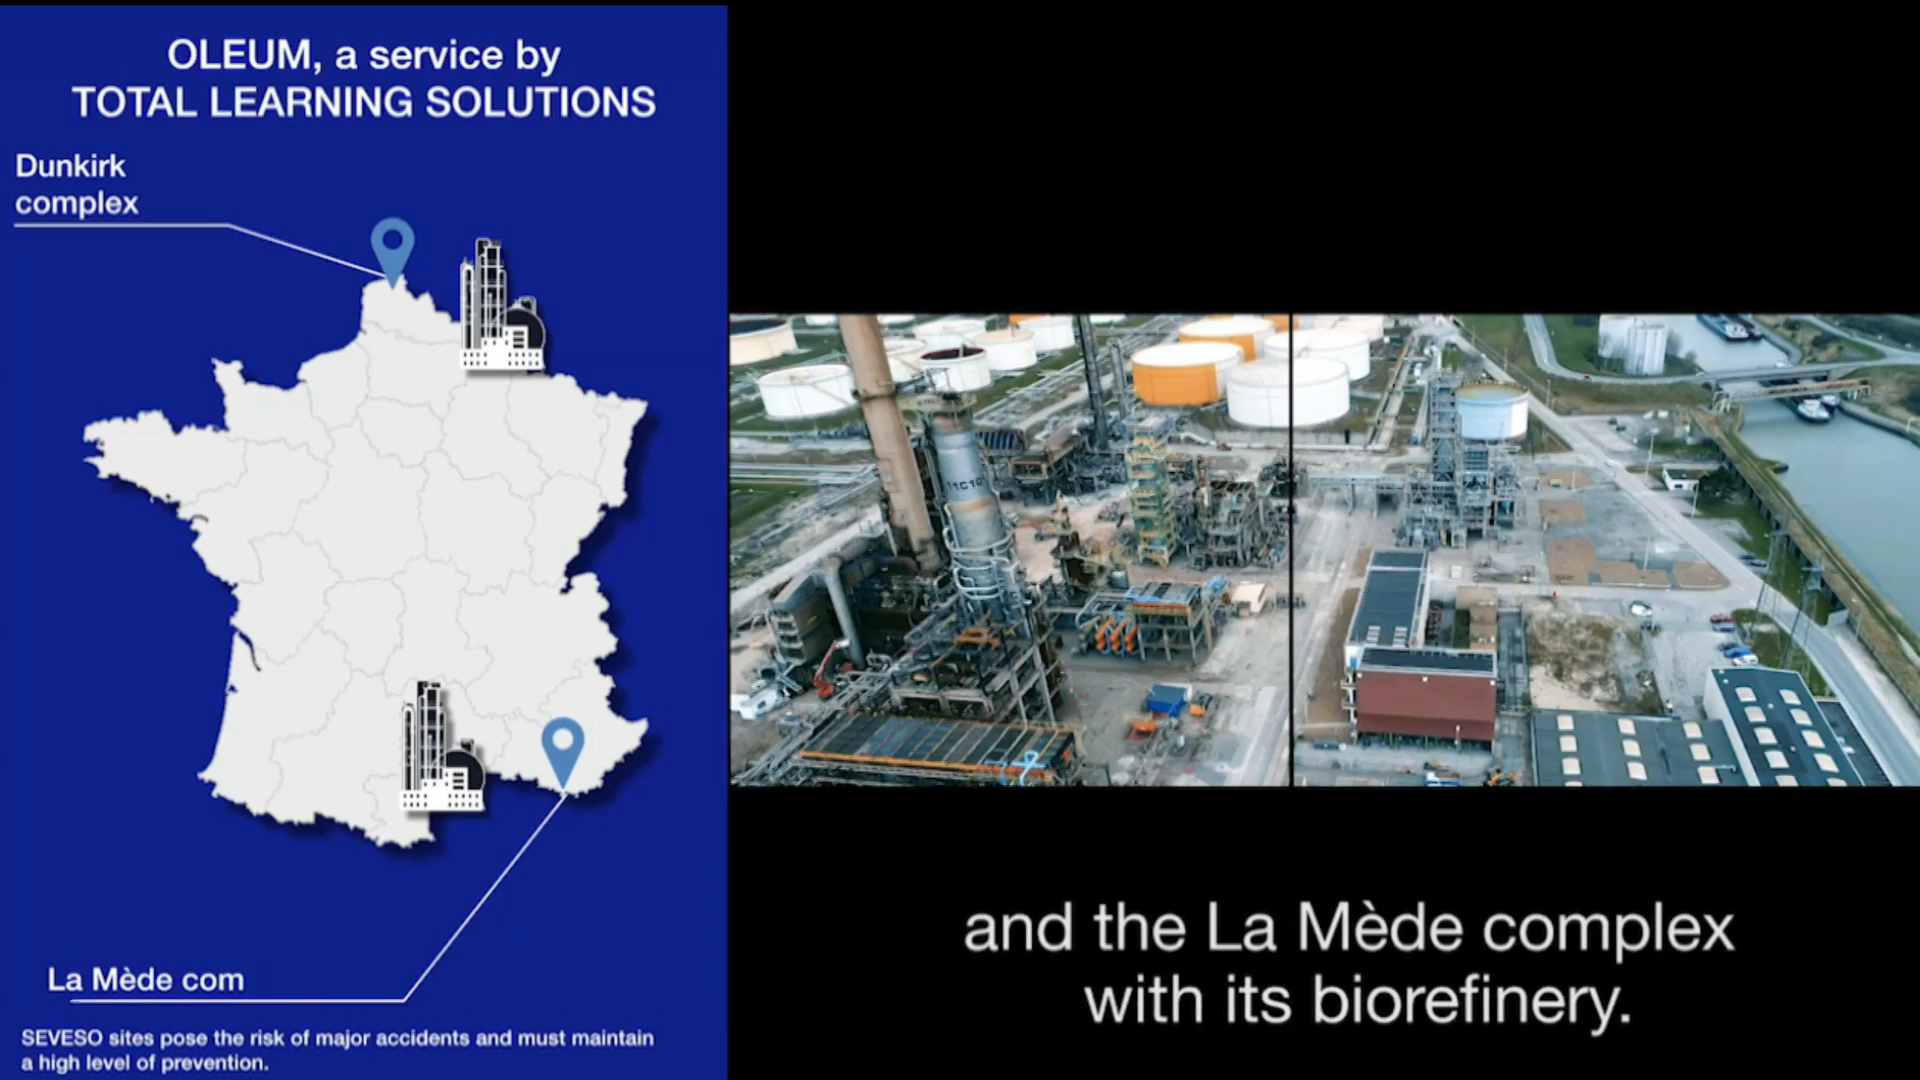 OLEUM, a service by
TOTAL LEARNING SOLUTIONS
Dunkirk
complex
La Mède com
SEVESO sites pose the risk of major accidents and must maintain
a high level of prevention.
11C10
and the La Mède complex
with its biorefinery.